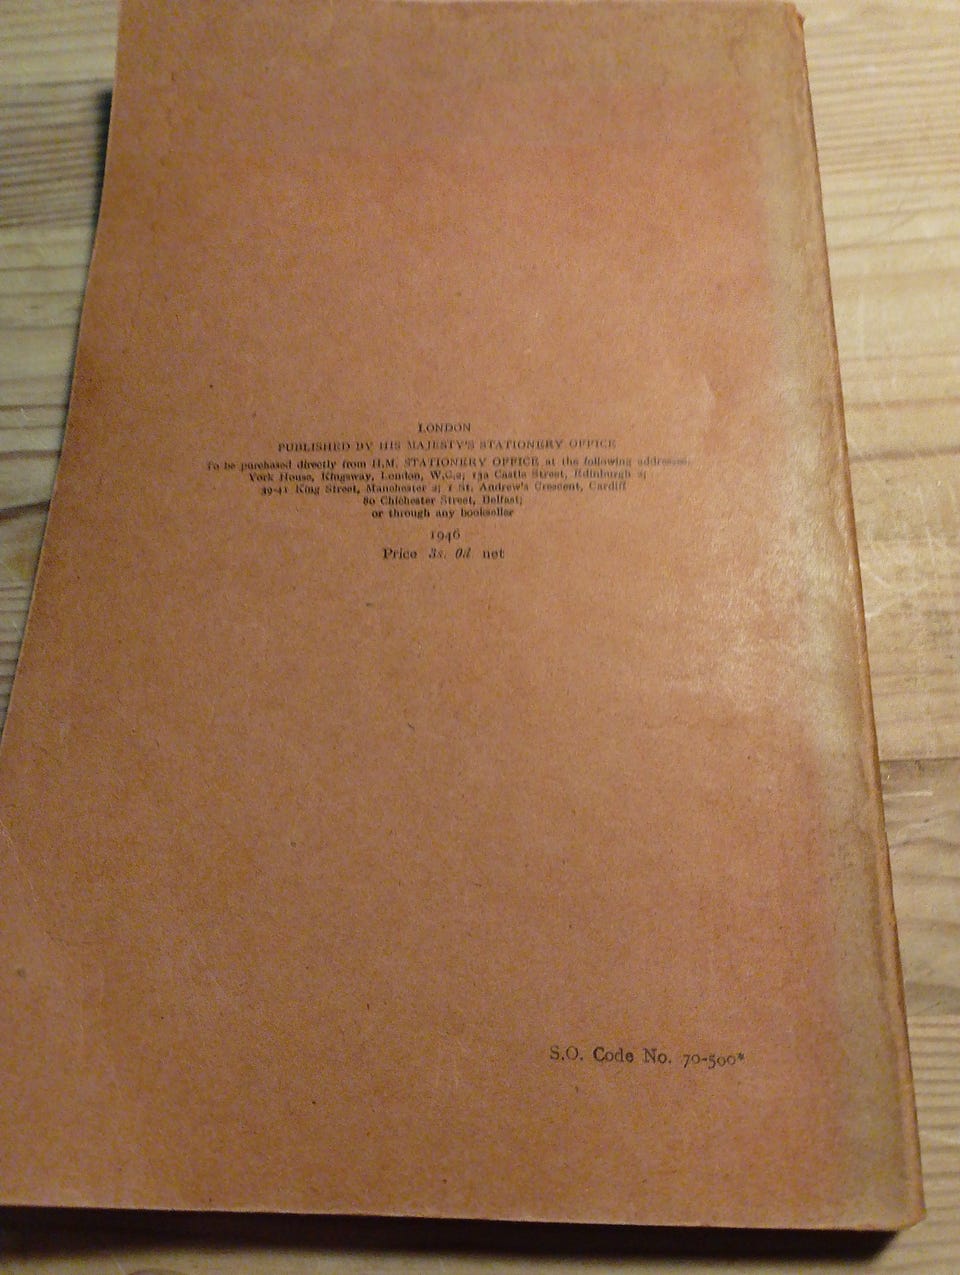 LONDON
PUBLISHED BY HIS MAJESTY'S STATIONERY OFFICE
To be purchased directly from H.M. STATIONERY OFFICE at the following addresses:
York House, Kingsway, London, W.C.2; 13a Castle Street, Edinburgh 2;
39-41 King Street, Manchester 2; 1 St. Andrew's Crescent, Cardiff
80 Chichester Street, Belfast;
or through any bookseller
1946
Price 3s. 0d net
S.O. Code No. 70-500*